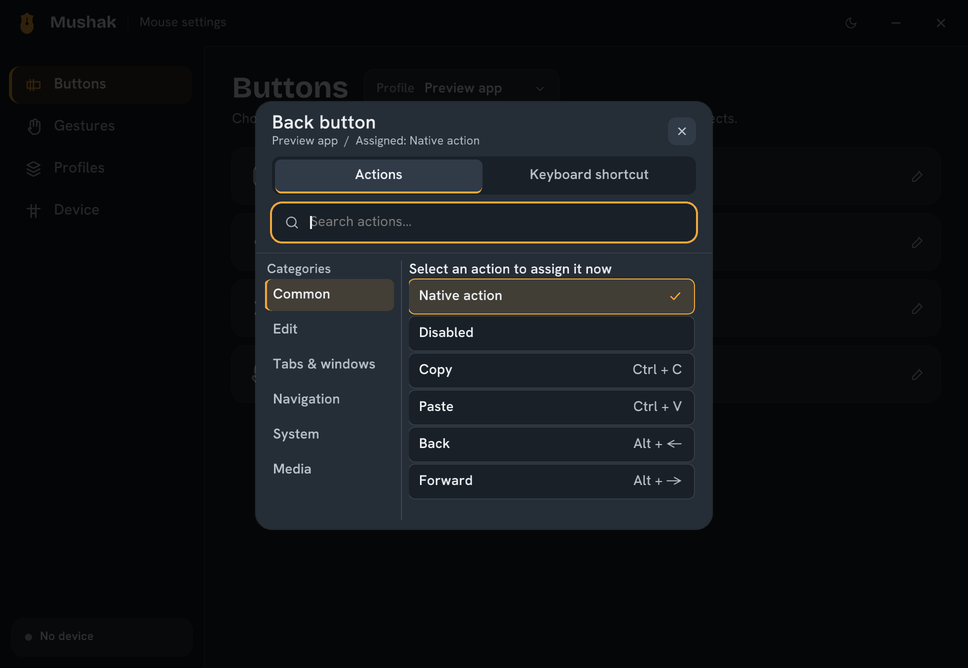 Mushak Mouse settings
Buttons
Gestures
Profiles
Device
No device
Buttons Profile Preview app
Cho
cts.
Back button
Preview app / Assigned: Native action
Actions Keyboard shortcut
Search actions...
Categories
Common
Edit
Tabs & windows
Navigation
System
Media
Select an action to assign it now
Native action
Disabled
Copy Ctrl + C
Paste Ctrl + V
Back Alt + ←
Forward Alt + →